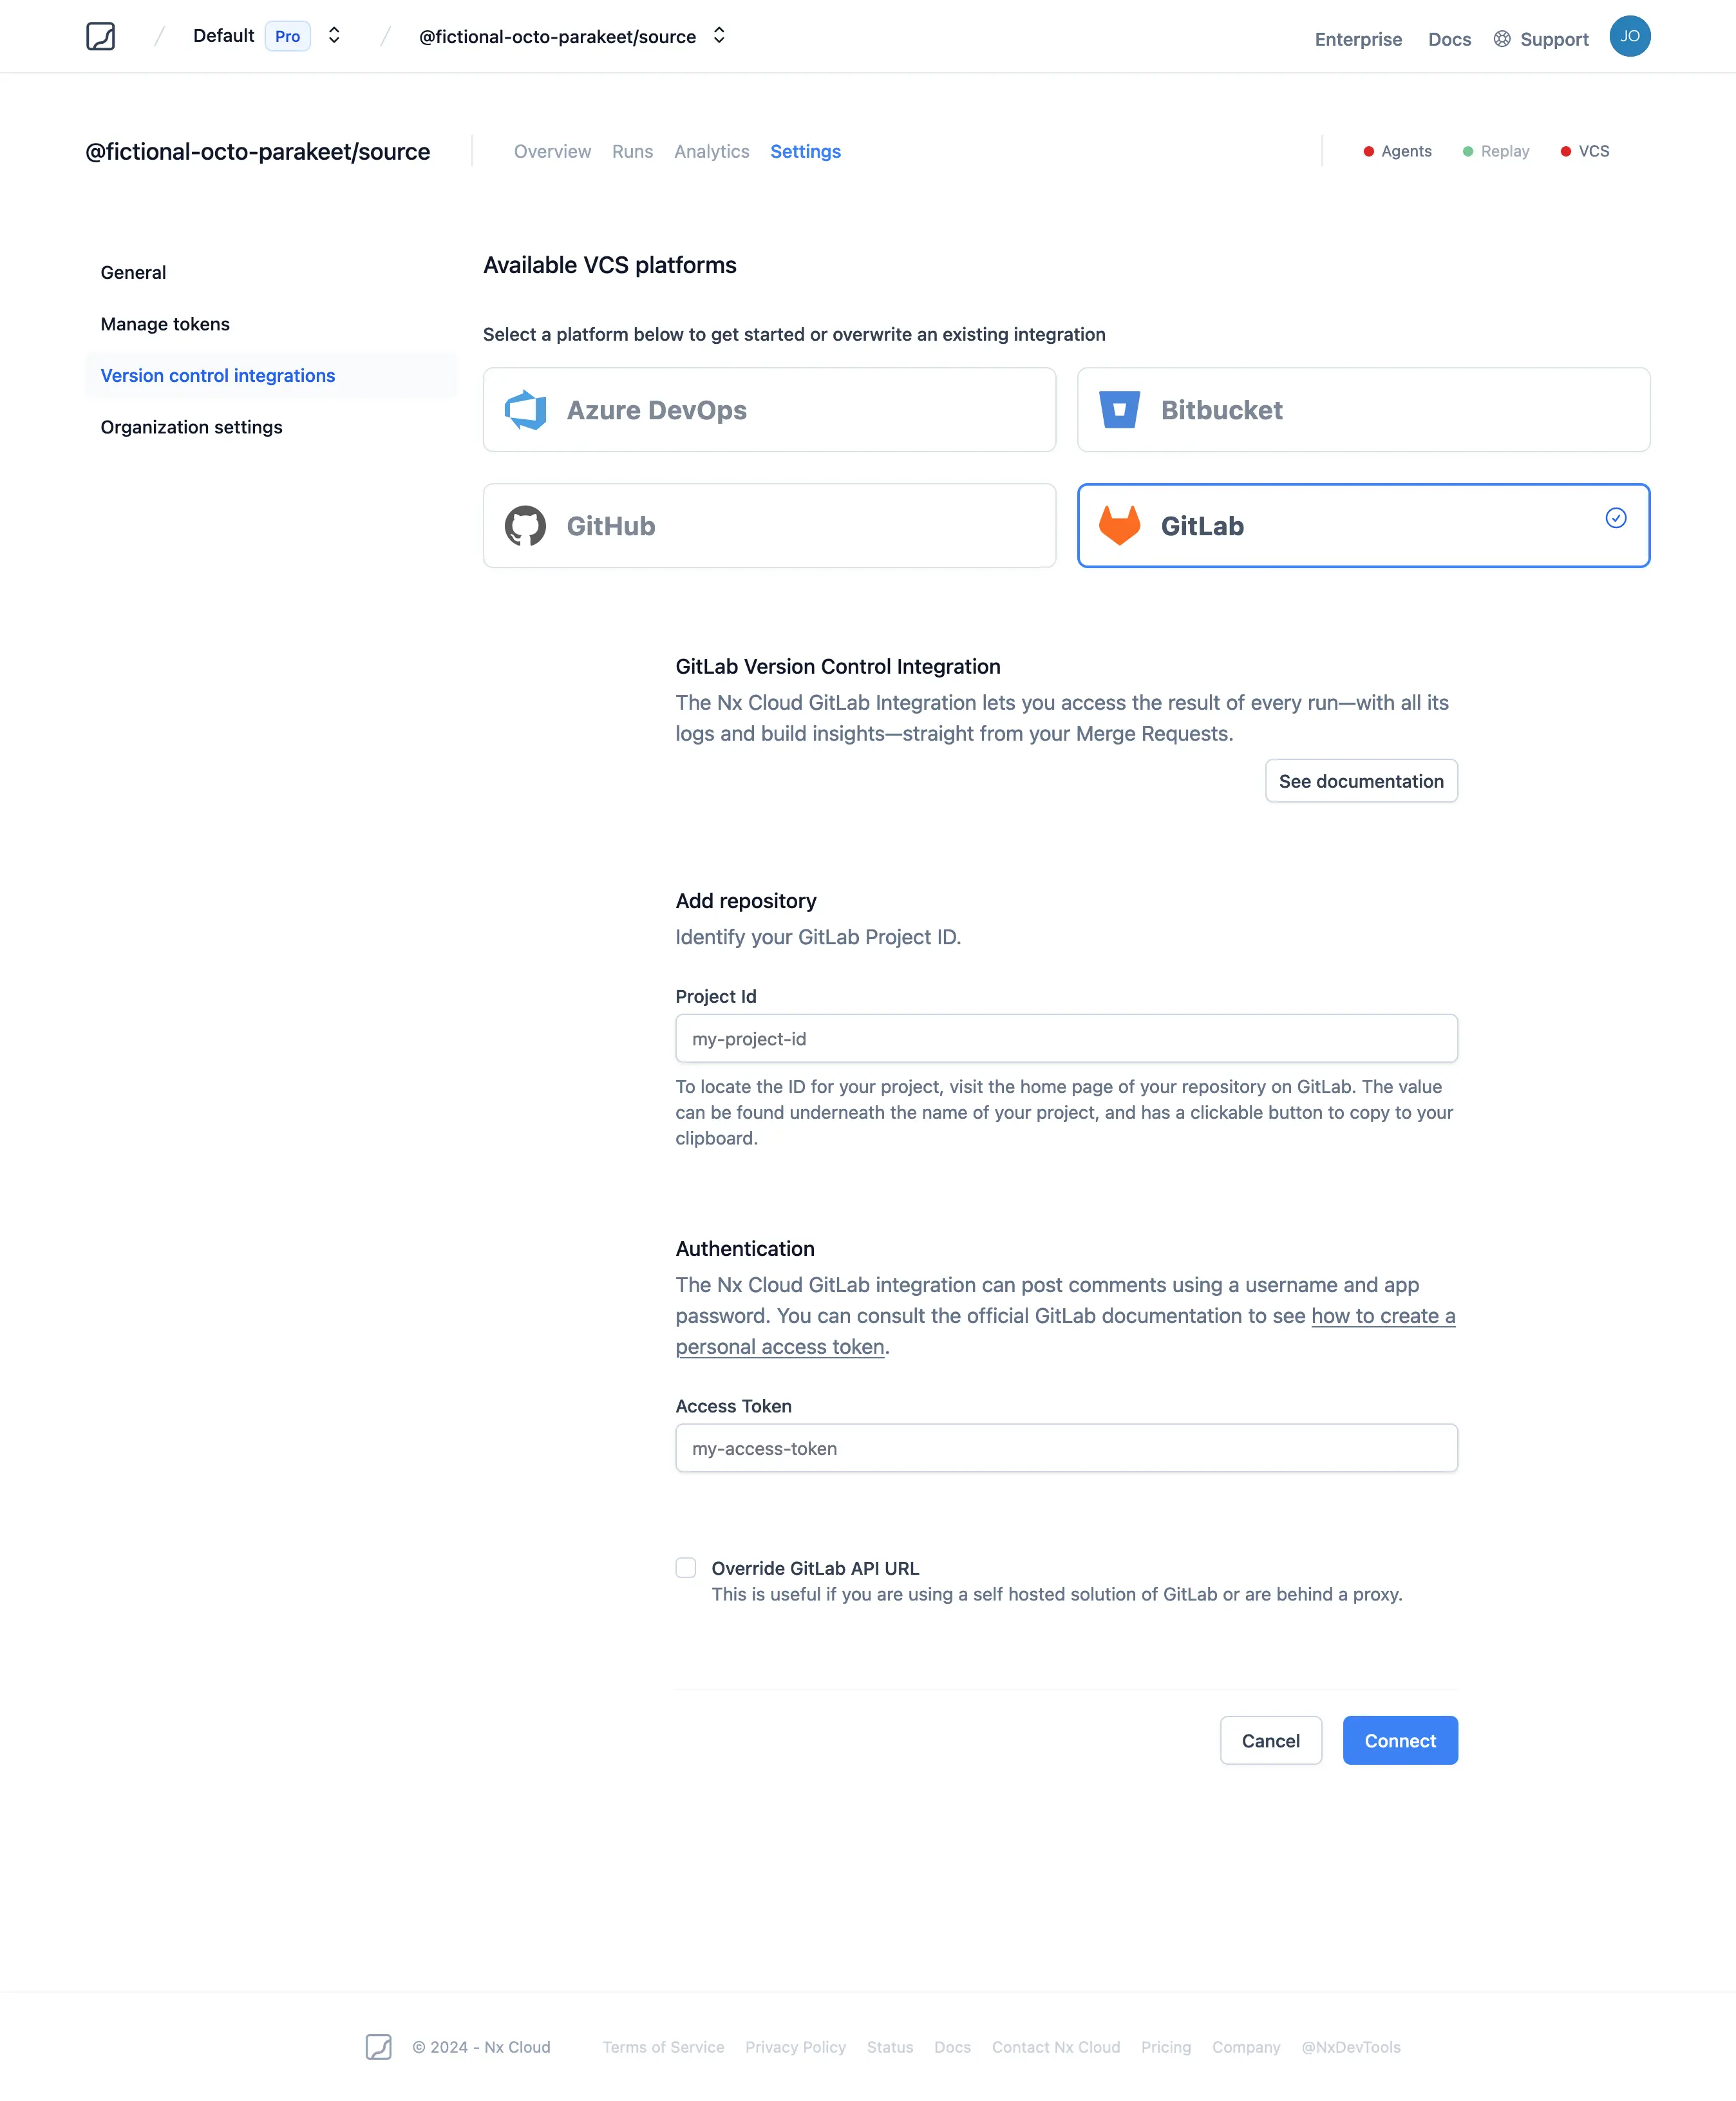 Default Pro @fictional-octo-parakeet/source Enterprise Docs Support JO
@fictional-octo-parakeet/source Overview Runs Analytics Settings Agents Replay VCS
General
Manage tokens
Version control integrations
Organization settings
Available VCS platforms
Select a platform below to get started or overwrite an existing integration
Azure DevOps
Bitbucket
GitHub
GitLab
GitLab Version Control Integration
The Nx Cloud GitLab Integration lets you access the result of every run—with all its
logs and build insights—straight from your Merge Requests.
See documentation
Add repository
Identify your GitLab Project ID.
Project Id
my-project-id
To locate the ID for your project, visit the home page of your repository on GitLab. The value
can be found underneath the name of your project, and has a clickable button to copy to your
clipboard.
Authentication
The Nx Cloud GitLab integration can post comments using a username and app
password. You can consult the official GitLab documentation to see how to create a
personal access token.
Access Token
my-access-token
Override GitLab API URL
This is useful if you are using a self hosted solution of GitLab or are behind a proxy.
Cancel Connect
© 2024 - Nx Cloud Terms of Service Privacy Policy Status Docs Contact Nx Cloud Pricing Company @NxDevTools